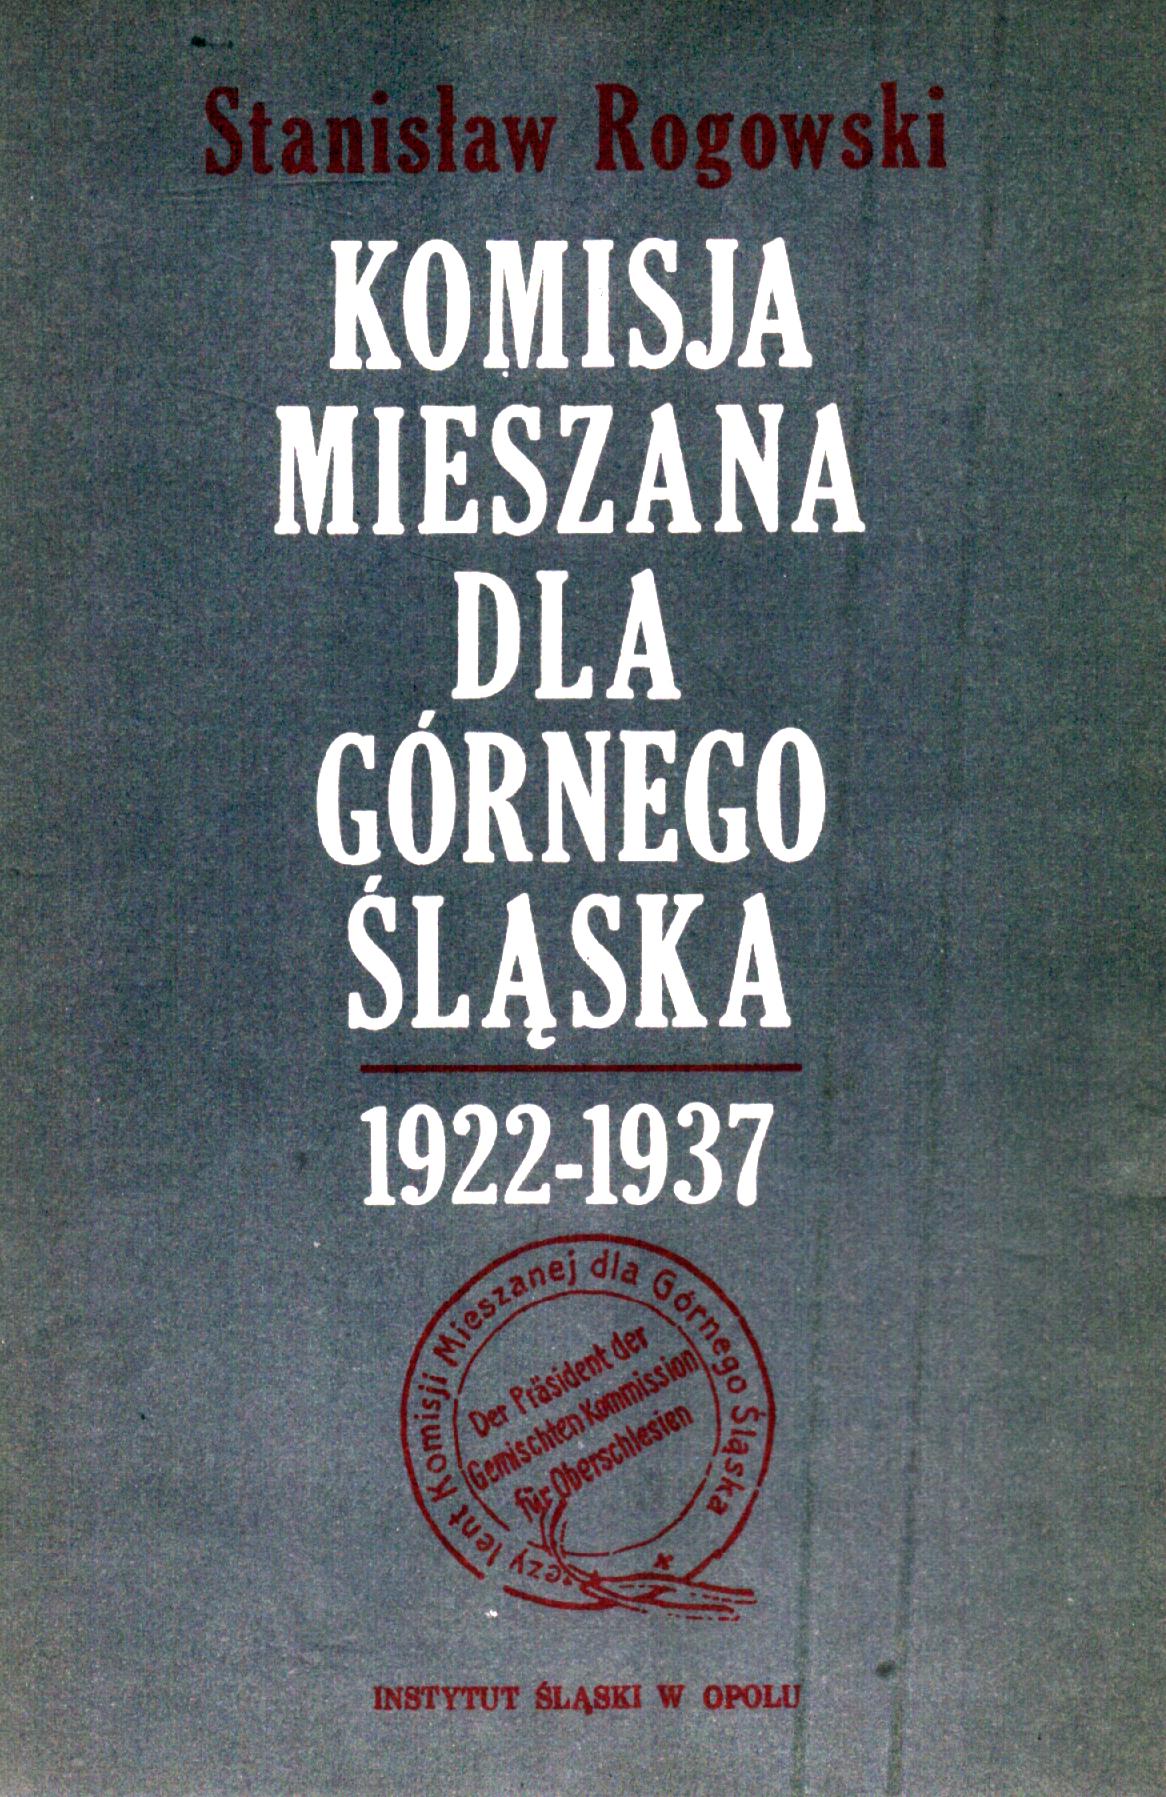 Stanisław Rogowski
KOMISJA
MIESZANA
DLA
GÓRNEGO
ŚLĄSKA
1922-1937
Komisji Mieszanej dla Górnego Śląska
Der Präsident der
Gemischten Kommission
für Oberschlesien
INSTYTUT ŚLĄSKI W OPOLU